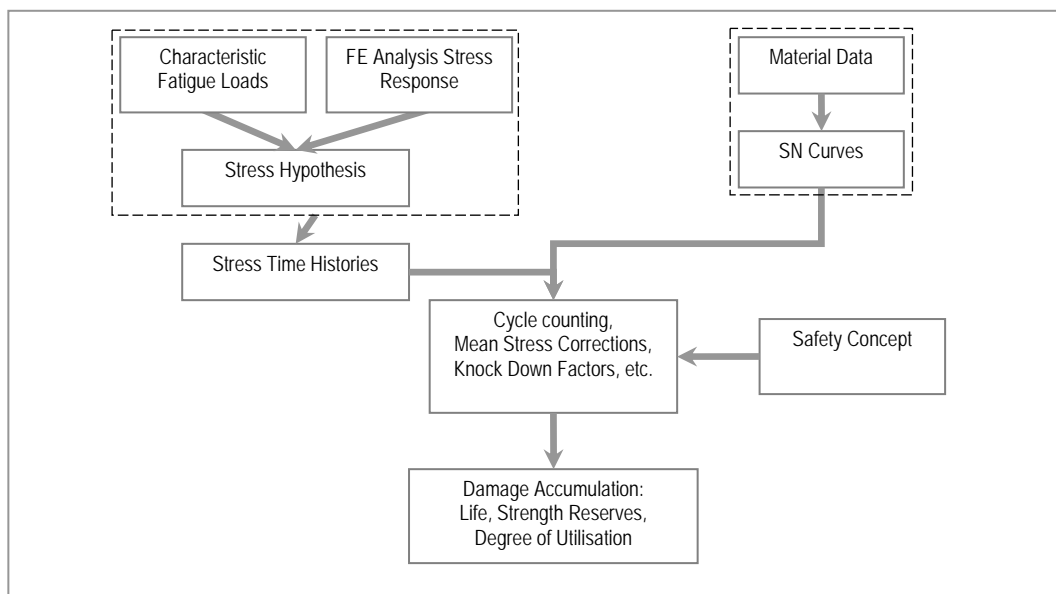 Characteristic
Fatigue Loads
FE Analysis Stress
Response
Material Data
Stress Hypothesis
SN Curves
Stress Time Histories
Cycle counting,
Mean Stress Corrections,
Knock Down Factors, etc.
Safety Concept
Damage Accumulation:
Life, Strength Reserves,
Degree of Utilisation